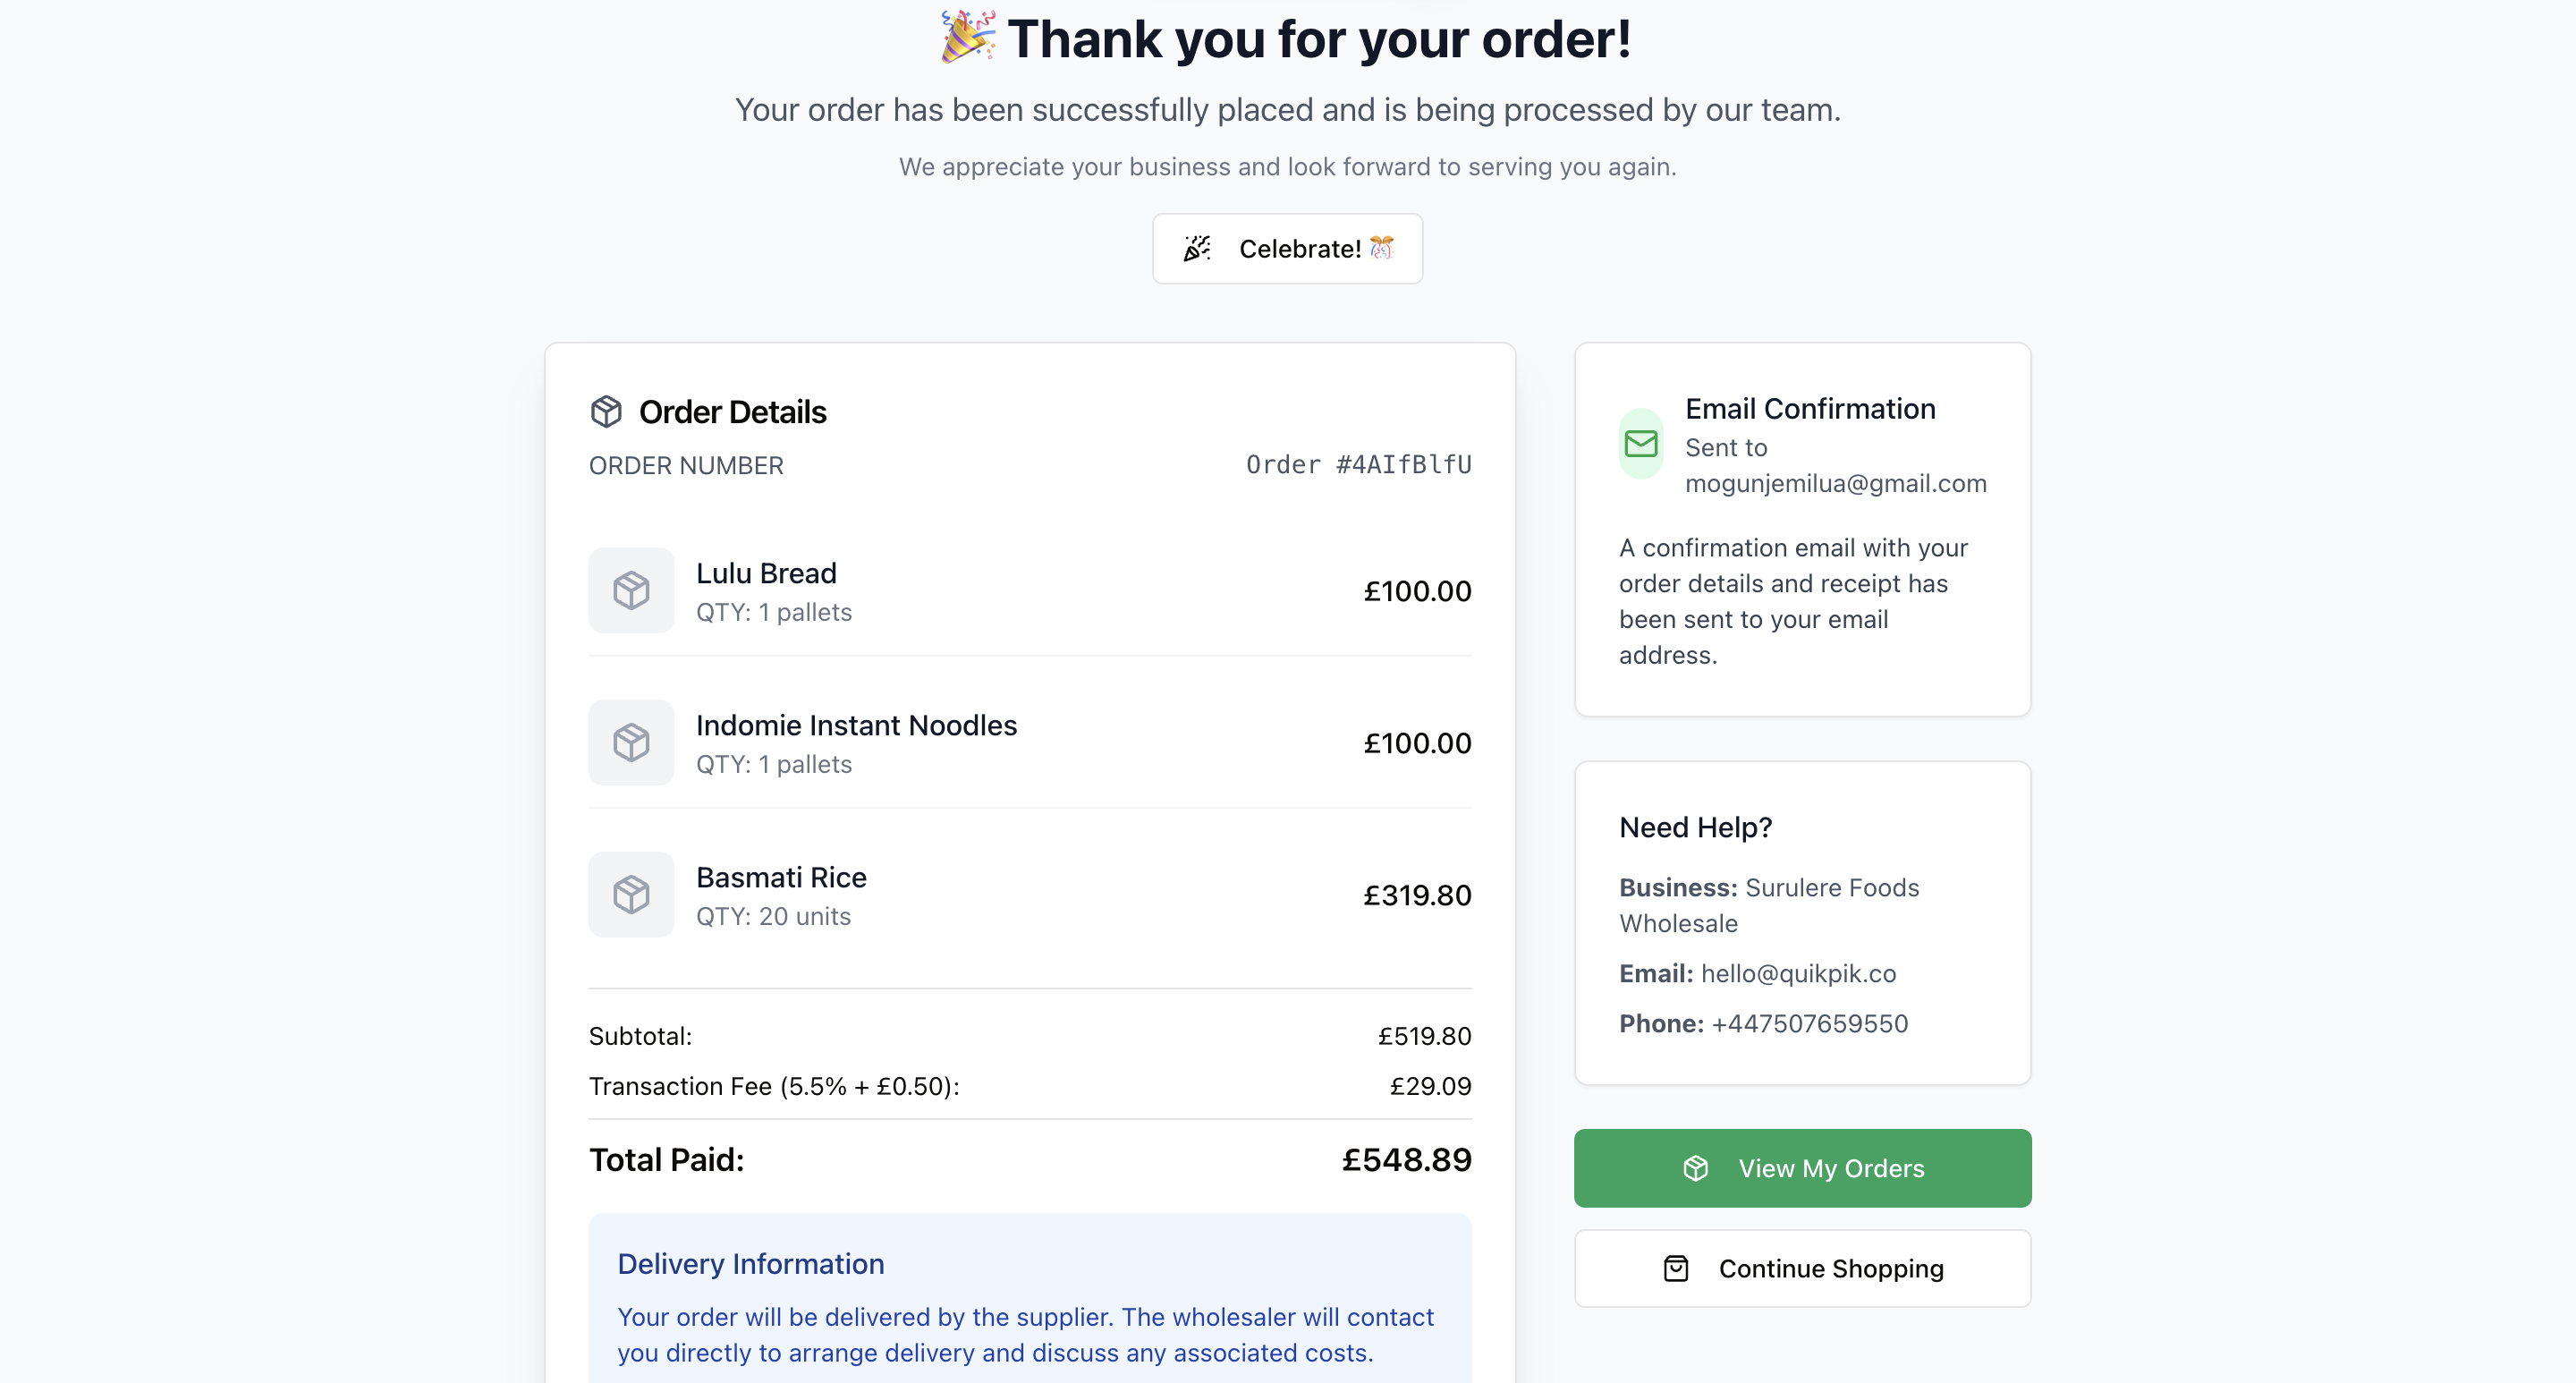 🎉 Thank you for your order!
Your order has been successfully placed and is being processed by our team.
We appreciate your business and look forward to serving you again.
Celebrate! 🎊
Order Details
ORDER NUMBER Order #4AIfBlfU
Lulu Bread
QTY: 1 pallets
£100.00
Indomie Instant Noodles
QTY: 1 pallets
£100.00
Basmati Rice
QTY: 20 units
£319.80
Subtotal: £519.80
Transaction Fee (5.5% + £0.50): £29.09
Total Paid: £548.89
Delivery Information
Your order will be delivered by the supplier. The wholesaler will contact
you directly to arrange delivery and discuss any associated costs.
Email Confirmation
Sent to
mogunjemilua@gmail.com
A confirmation email with your
order details and receipt has
been sent to your email
address.
Need Help?
Business: Surulere Foods
Wholesale
Email: hello@quikpik.co
Phone: +447507659550
View My Orders
Continue Shopping